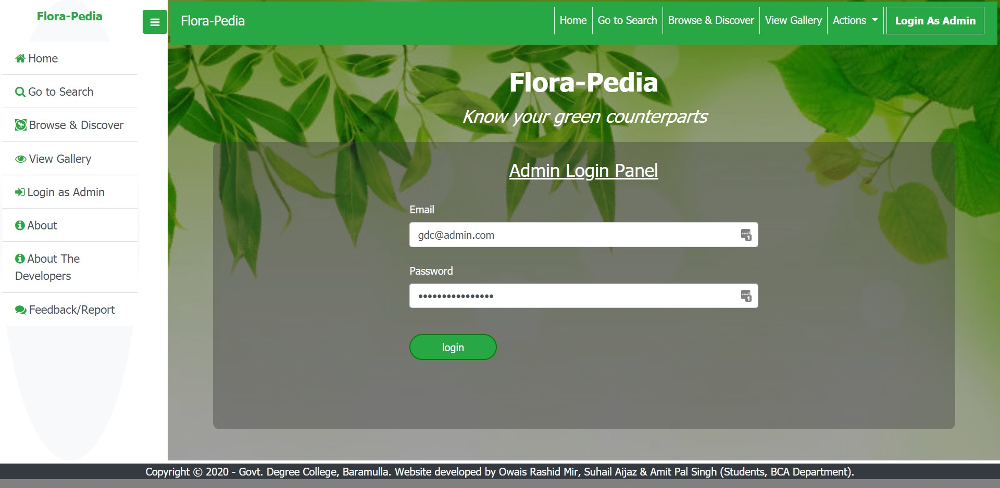 Flora-Pedia
Home
Go to Search
Browse & Discover
View Gallery
Login as Admin
About
About The
Developers
Feedback/Report
Flora-Pedia
Home
Go to Search
Browse & Discover
View Gallery
Actions
Login As Admin
Flora-Pedia
Know your green counterparts
Admin Login Panel
Email
gdc@admin.com
Password
••••••••••••••••
login
Copyright © 2020 - Govt. Degree College, Baramulla. Website developed by Owais Rashid Mir, Suhail Aijaz & Amit Pal Singh (Students, BCA Department).